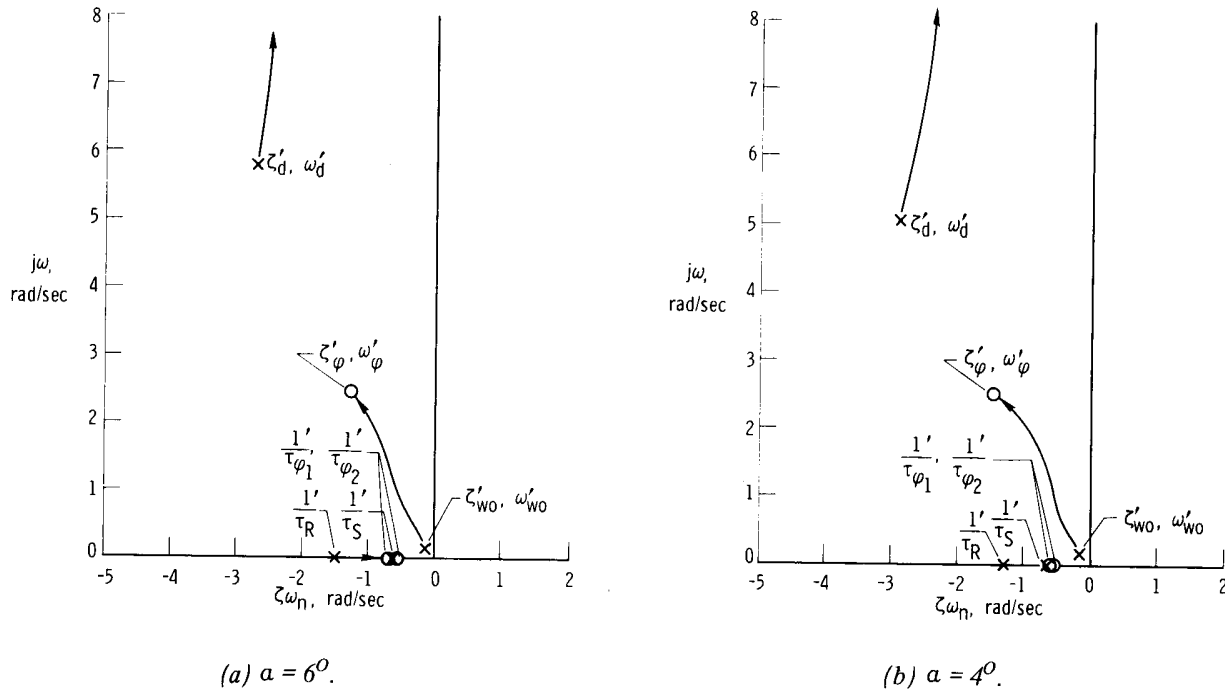 8
7
6
5
4
3
2
1
0
jω,
rad/sec
ζ′d, ω′d
ζ′φ, ω′φ
1′/τφ1, 1′/τφ2
1′/τR 1′/τS
ζ′wo, ω′wo
-5 -4 -3 -2 -1 0 1 2
ζωn, rad/sec
(a) α = 6°.
8
7
6
5
4
3
2
1
0
jω,
rad/sec
ζ′d, ω′d
ζ′φ, ω′φ
1′/τφ1, 1′/τφ2
1′/τR 1′/τS
ζ′wo, ω′wo
-5 -4 -3 -2 -1 0 1 2
ζωn, rad/sec
(b) α = 4°.